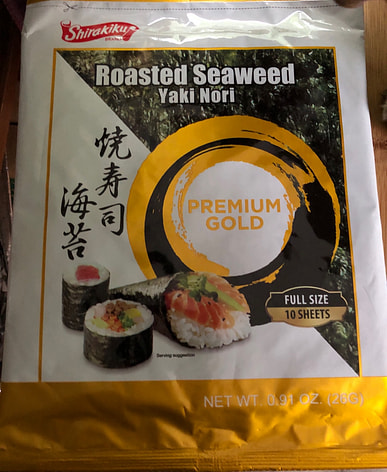 Shirakiku
Roasted Seaweed
Yaki Nori
焼寿司
海苔
PREMIUM
GOLD
FULL SIZE
10 SHEETS
Serving suggestion
NET WT. 0.91 OZ. (26G)